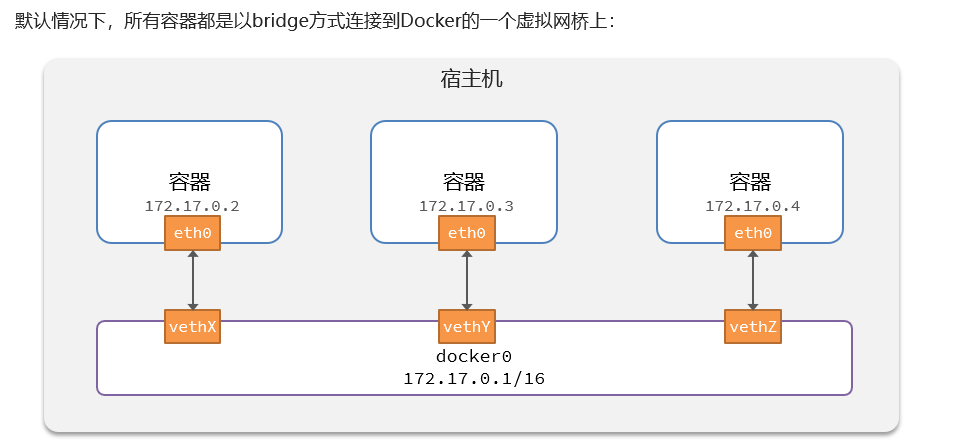 默认情况下，所有容器都是以bridge方式连接到Docker的一个虚拟网桥上：
宿主机
容器
172.17.0.2
eth0
容器
172.17.0.3
eth0
容器
172.17.0.4
eth0
vethX
vethY
vethZ
docker0
172.17.0.1/16